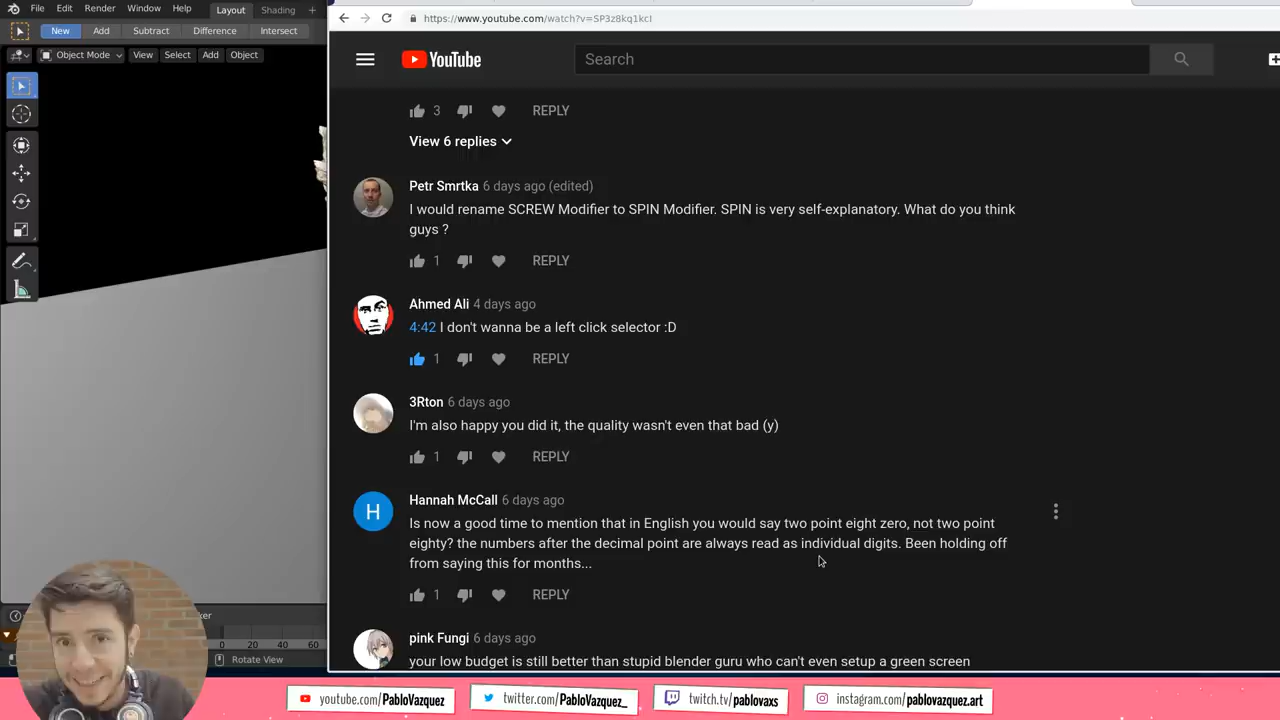 File Edit Render Window Help Layout Shading
https://www.youtube.com/watch?v=SP3z8kq1kcI
New Add Subtract Difference Intersect
Object Mode View Select Add Object
YouTube
Search
3 REPLY
View 6 replies
Petr Smrtka 6 days ago (edited)
I would rename SCREW Modifier to SPIN Modifier. SPIN is very self-explanatory. What do you think
guys ?
1 REPLY
Ahmed Ali 4 days ago
4:42 I don't wanna be a left click selector :D
1 REPLY
3Rton 6 days ago
I'm also happy you did it, the quality wasn't even that bad (y)
1 REPLY
H
Hannah McCall 6 days ago
Is now a good time to mention that in English you would say two point eight zero, not two point
eighty? the numbers after the decimal point are always read as individual digits. Been holding off
from saying this for months...
1 REPLY
pink Fungi 6 days ago
your low budget is still better than stupid blender guru who can't even setup a green screen
0 20 40 60
Rotate View
youtube.com/PabloVazquez
twitter.com/PabloVazquez_
twitch.tv/pablovaxs
instagram.com/pablovazquez.art